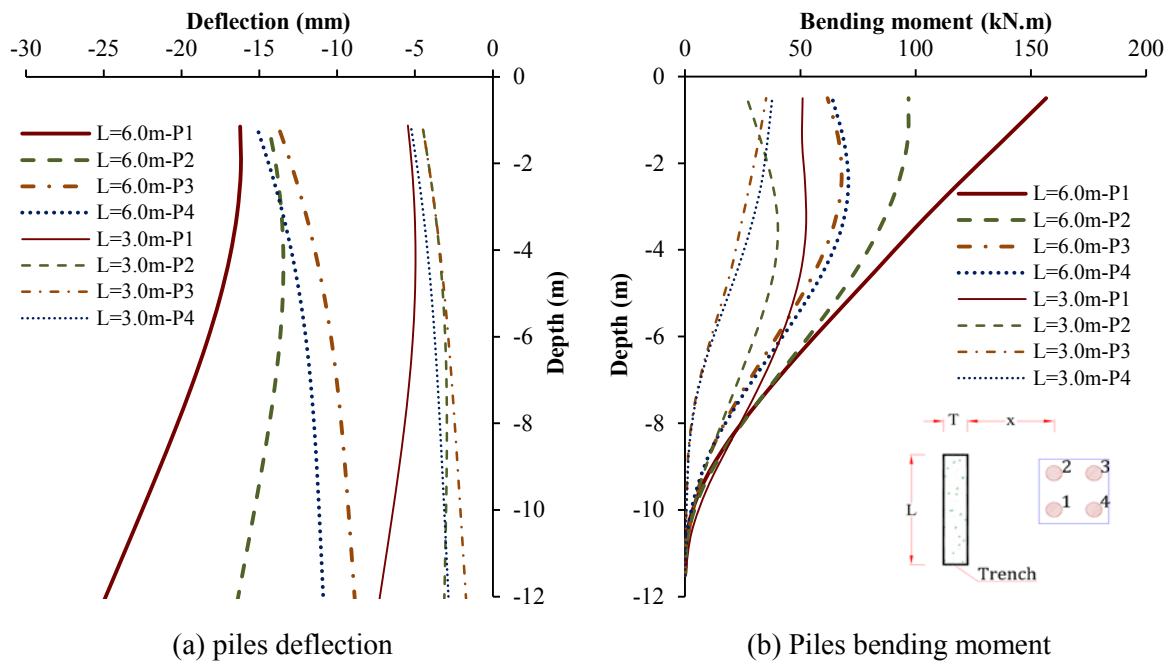 Deflection (mm)
-30 -25 -20 -15 -10 -5 0
0
-2
-4
-6
-8
-10
-12
Depth (m)
L=6.0m-P1
L=6.0m-P2
L=6.0m-P3
L=6.0m-P4
L=3.0m-P1
L=3.0m-P2
L=3.0m-P3
L=3.0m-P4
(a) piles deflection
Bending moment (kN.m)
0 50 100 150 200
0
-2
-4
-6
-8
-10
-12
Depth (m)
L=6.0m-P1
L=6.0m-P2
L=6.0m-P3
L=6.0m-P4
L=3.0m-P1
L=3.0m-P2
L=3.0m-P3
L=3.0m-P4
T x
2 3
L 1 4
Trench
(b) Piles bending moment